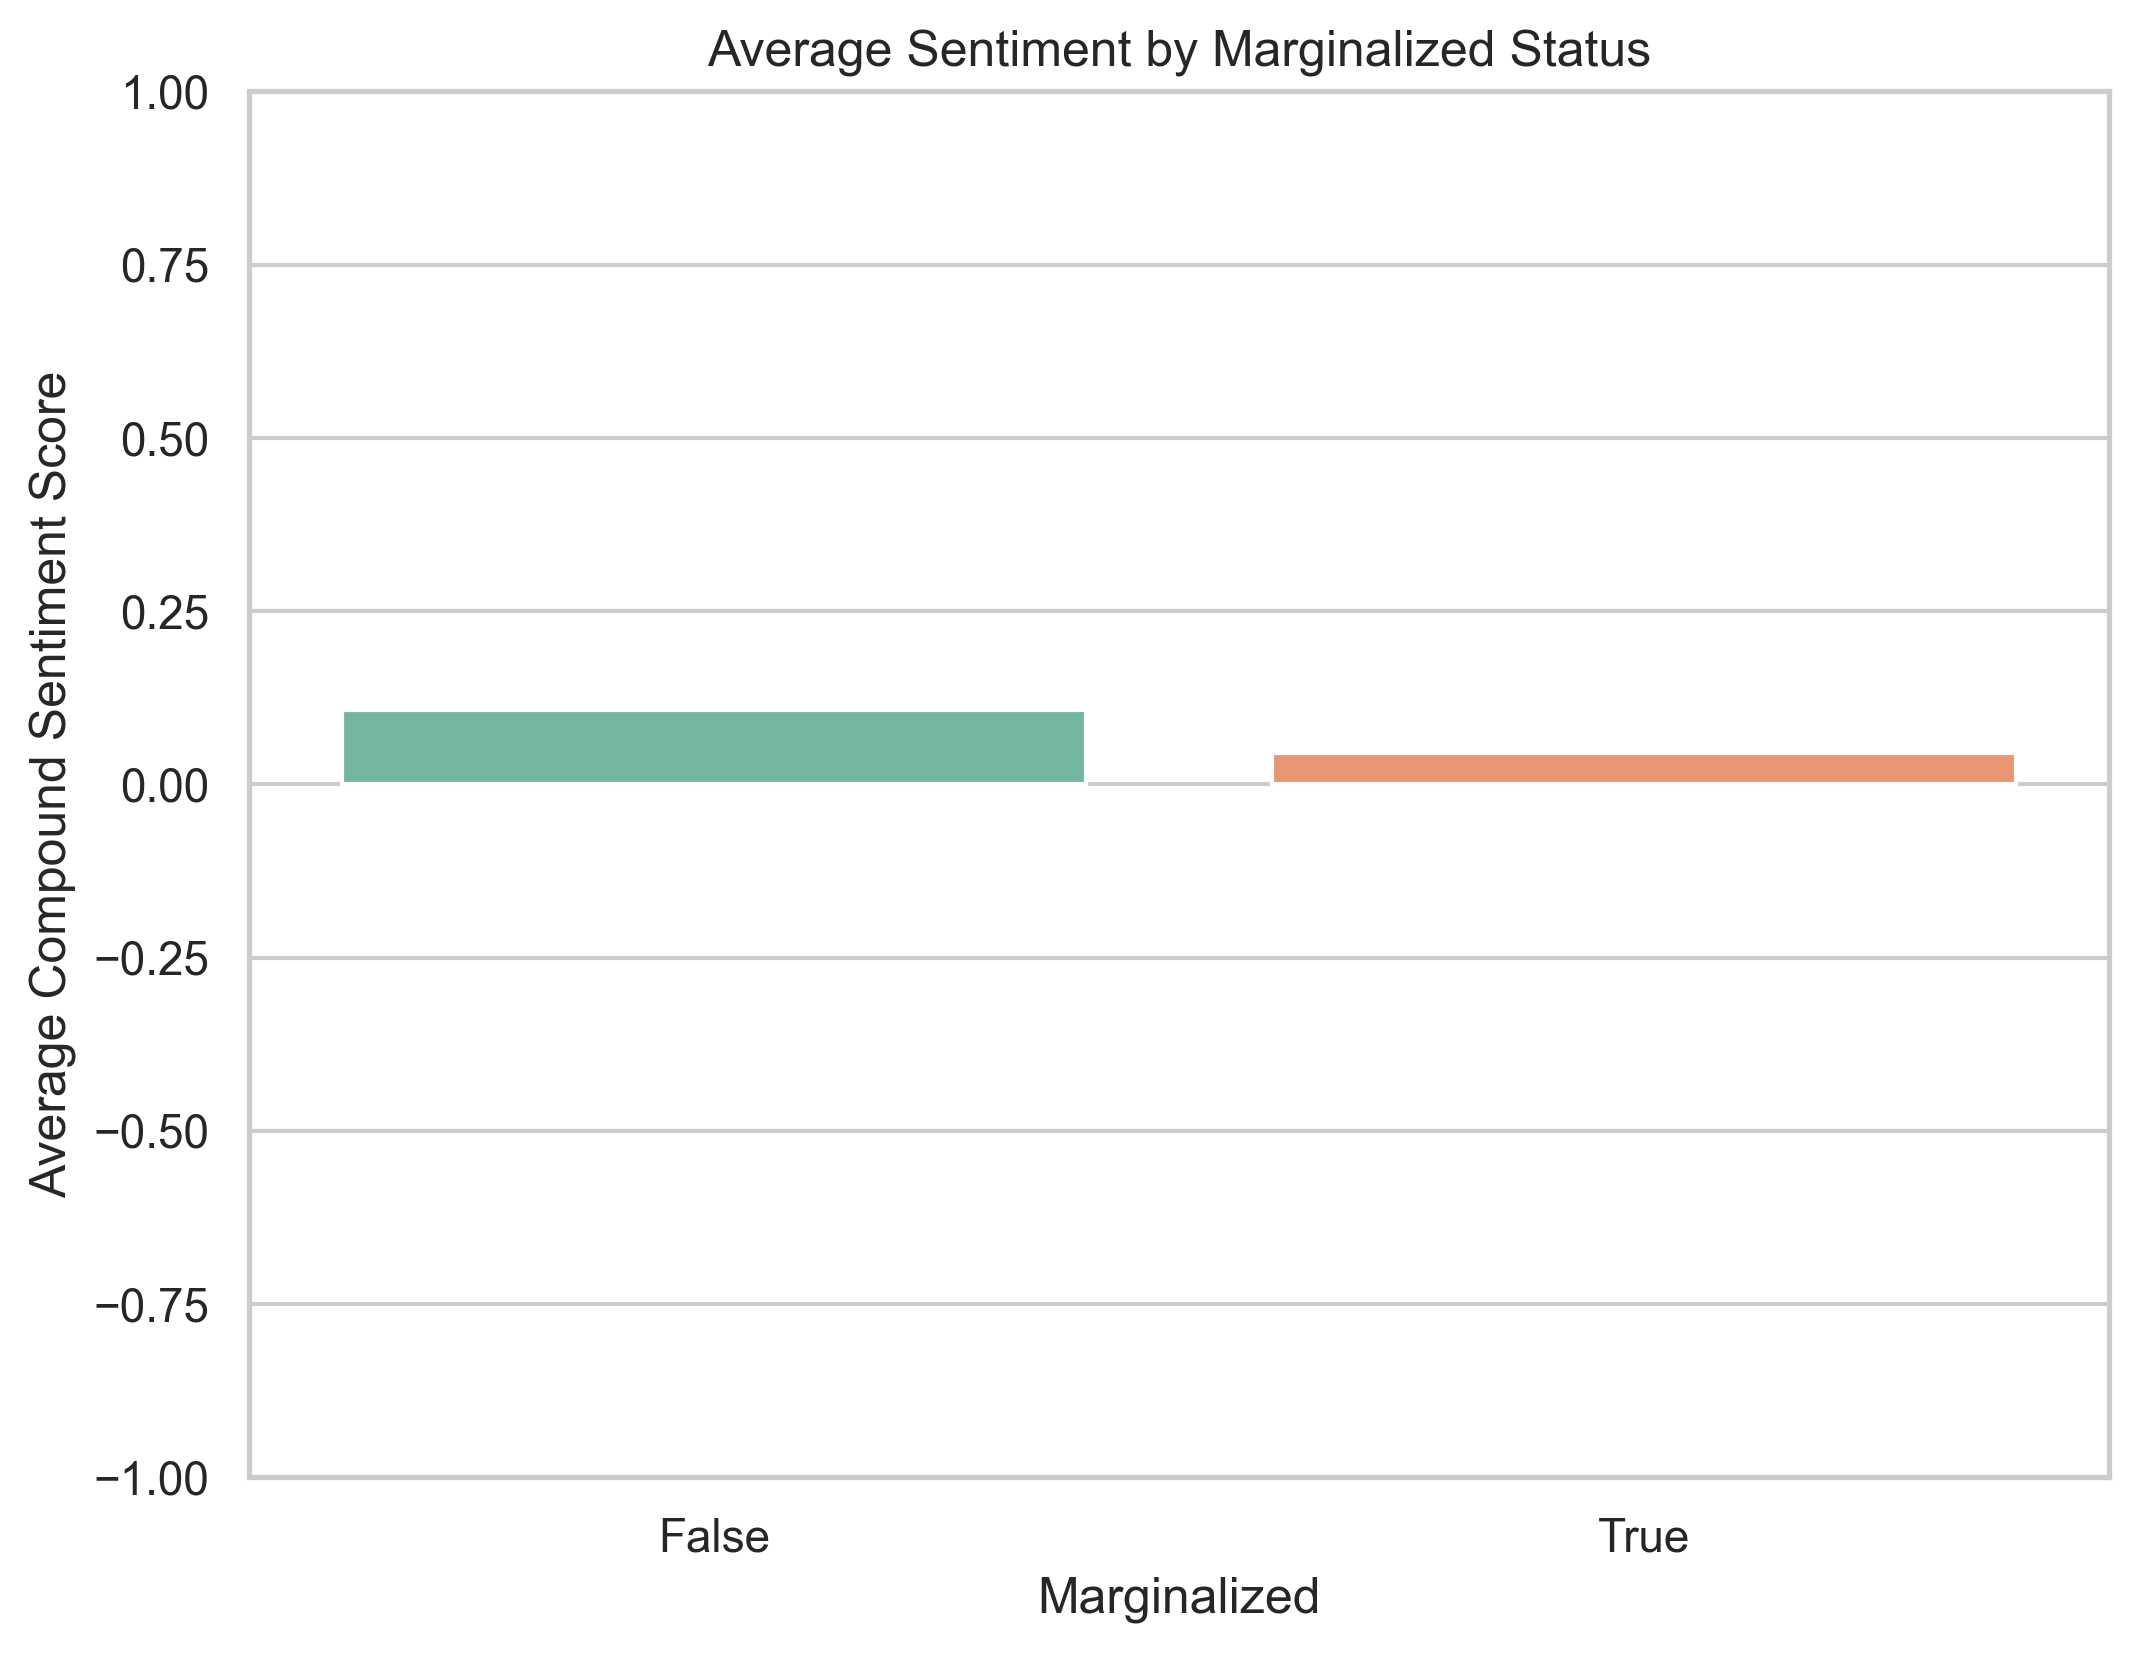 Average Sentiment by Marginalized Status
1.00
0.75
0.50
0.25
0.00
−0.25
−0.50
−0.75
−1.00
Average Compound Sentiment Score
False
True
Marginalized